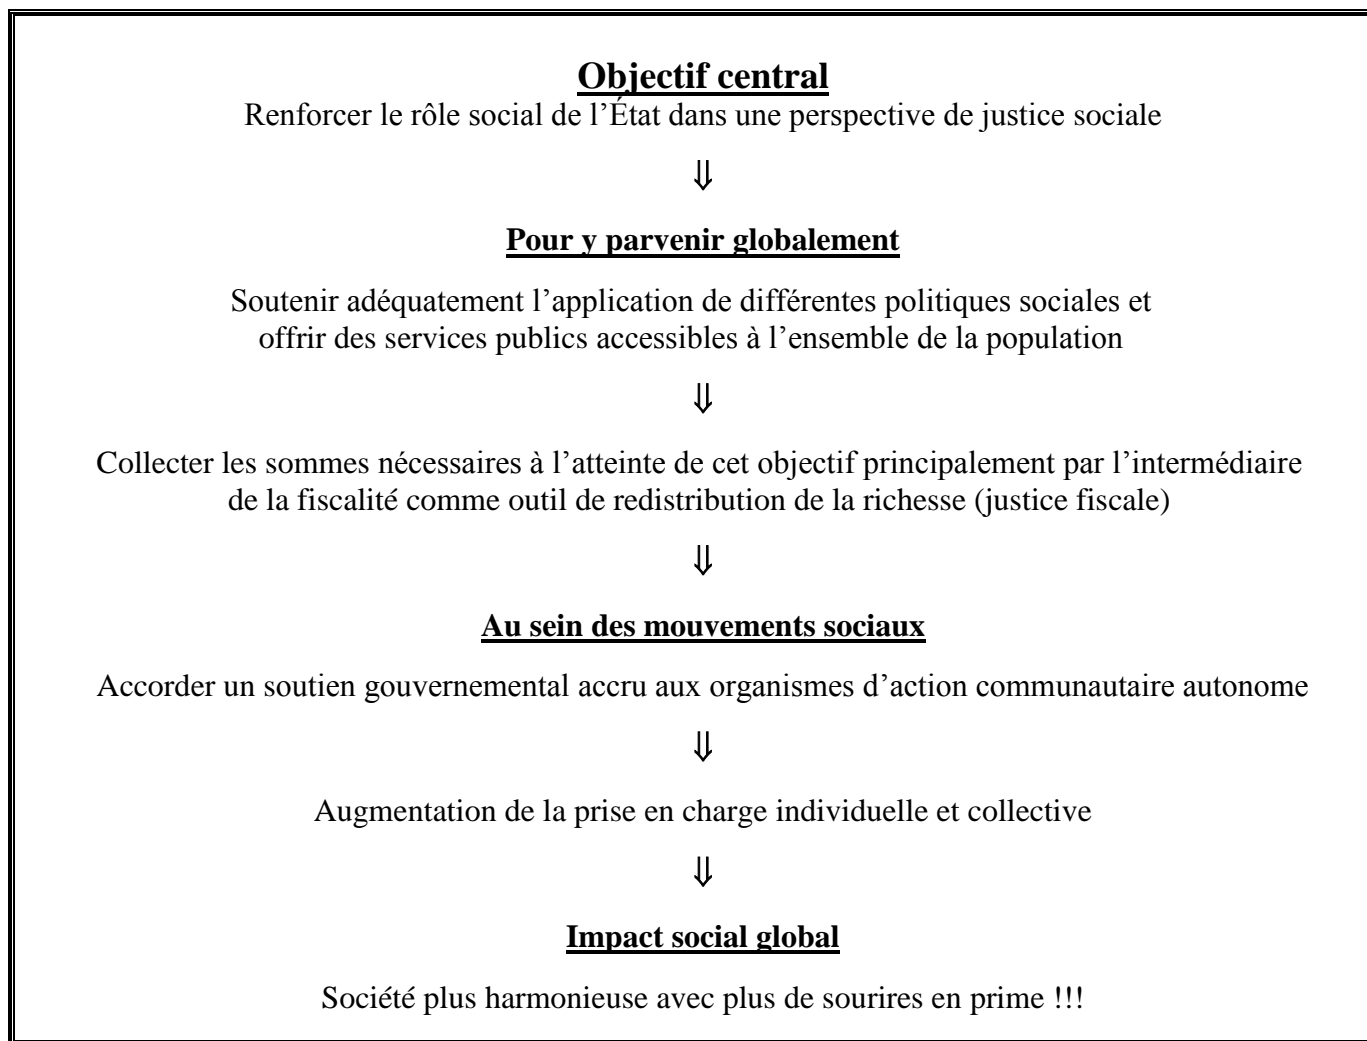 Objectif central
Renforcer le rôle social de l’État dans une perspective de justice sociale
⇓
Pour y parvenir globalement
Soutenir adéquatement l’application de différentes politiques sociales et
offrir des services publics accessibles à l’ensemble de la population
⇓
Collecter les sommes nécessaires à l’atteinte de cet objectif principalement par l’intermédiaire
de la fiscalité comme outil de redistribution de la richesse (justice fiscale)
⇓
Au sein des mouvements sociaux
Accorder un soutien gouvernemental accru aux organismes d’action communautaire autonome
⇓
Augmentation de la prise en charge individuelle et collective
⇓
Impact social global
Société plus harmonieuse avec plus de sourires en prime !!!